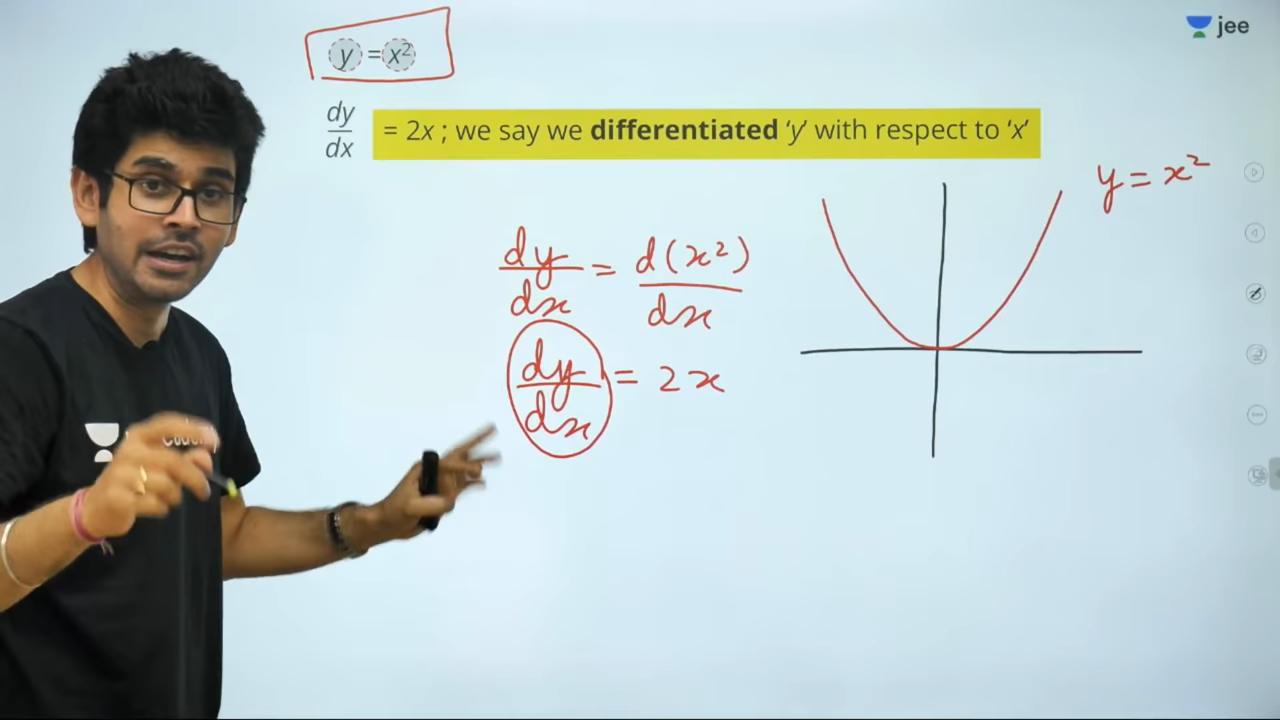 y = x²
jee
dy/dx = 2x ; we say we differentiated ‘y’ with respect to ‘x’
y = x²
dy/dx = d(x²)/dx
dy/dx = 2x